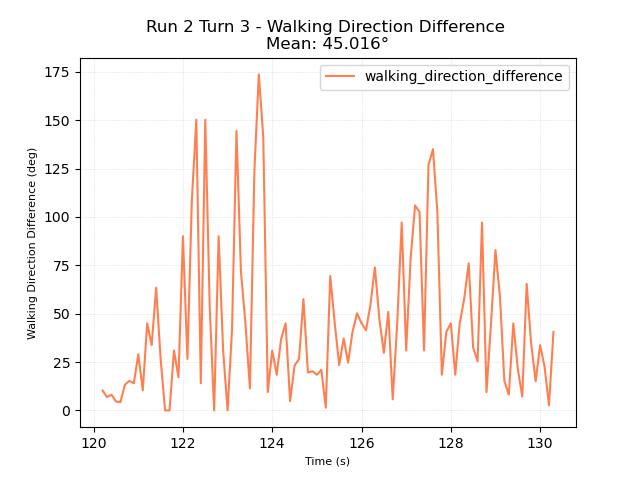 Run 2 Turn 3 - Walking Direction Difference
Mean: 45.016°
walking_direction_difference
Walking Direction Difference (deg)
175
150
125
100
75
50
25
0
120
122
124
126
128
130
Time (s)